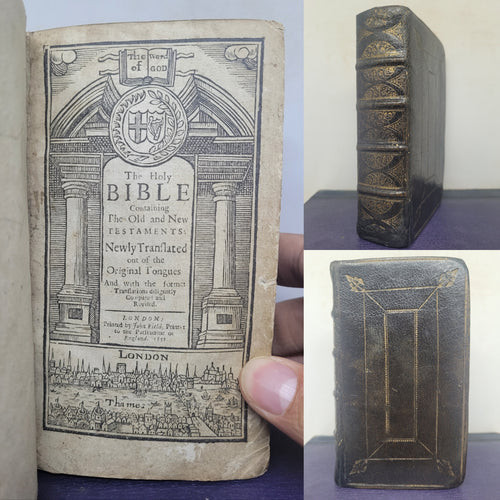 The Word
of GOD
The Holy
BIBLE
Containing
The Old and New
TESTAMENTS:
Newly Translated
out of the
Original Tongues
And with the former
Translations diligently
Compared and
Revised.
LONDON:
Printed by John Field, Printer
to the Parliament of
England.
LONDON
Thames